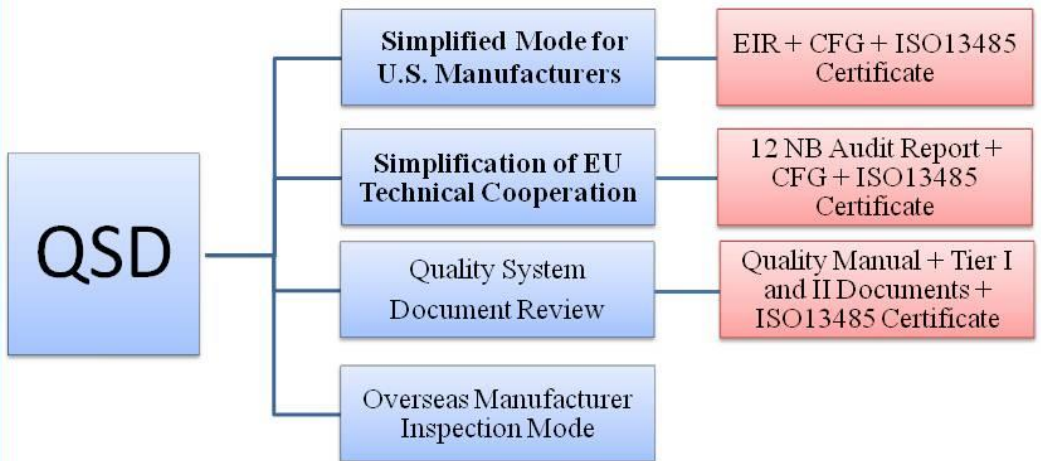 QSD
Simplified Mode for
U.S. Manufacturers
EIR + CFG + ISO13485
Certificate
Simplification of EU
Technical Cooperation
12 NB Audit Report +
CFG + ISO13485
Certificate
Quality System
Document Review
Quality Manual + Tier I
and II Documents +
ISO13485 Certificate
Overseas Manufacturer
Inspection Mode